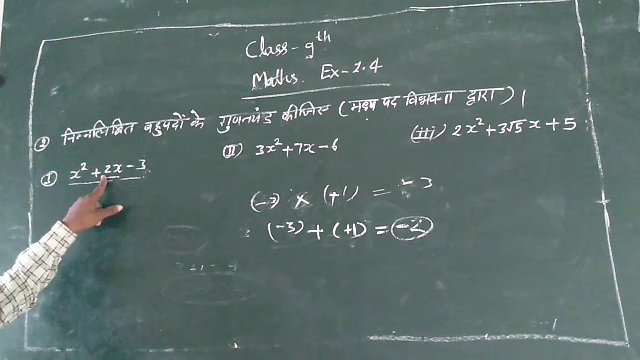 Class - 9th
Maths. Ex - 2.4
② निम्नलिखित बहुपदों के गुणनखंड कीजिए (मध्य पद विभक्ति द्वारा) |
(I) x² + 2x - 3 (II) 3x² + 7x - 6 (iii) 2x² + 3√5 x + 5
(-3) × (+1) = -3
(-3) + (+1) = -2